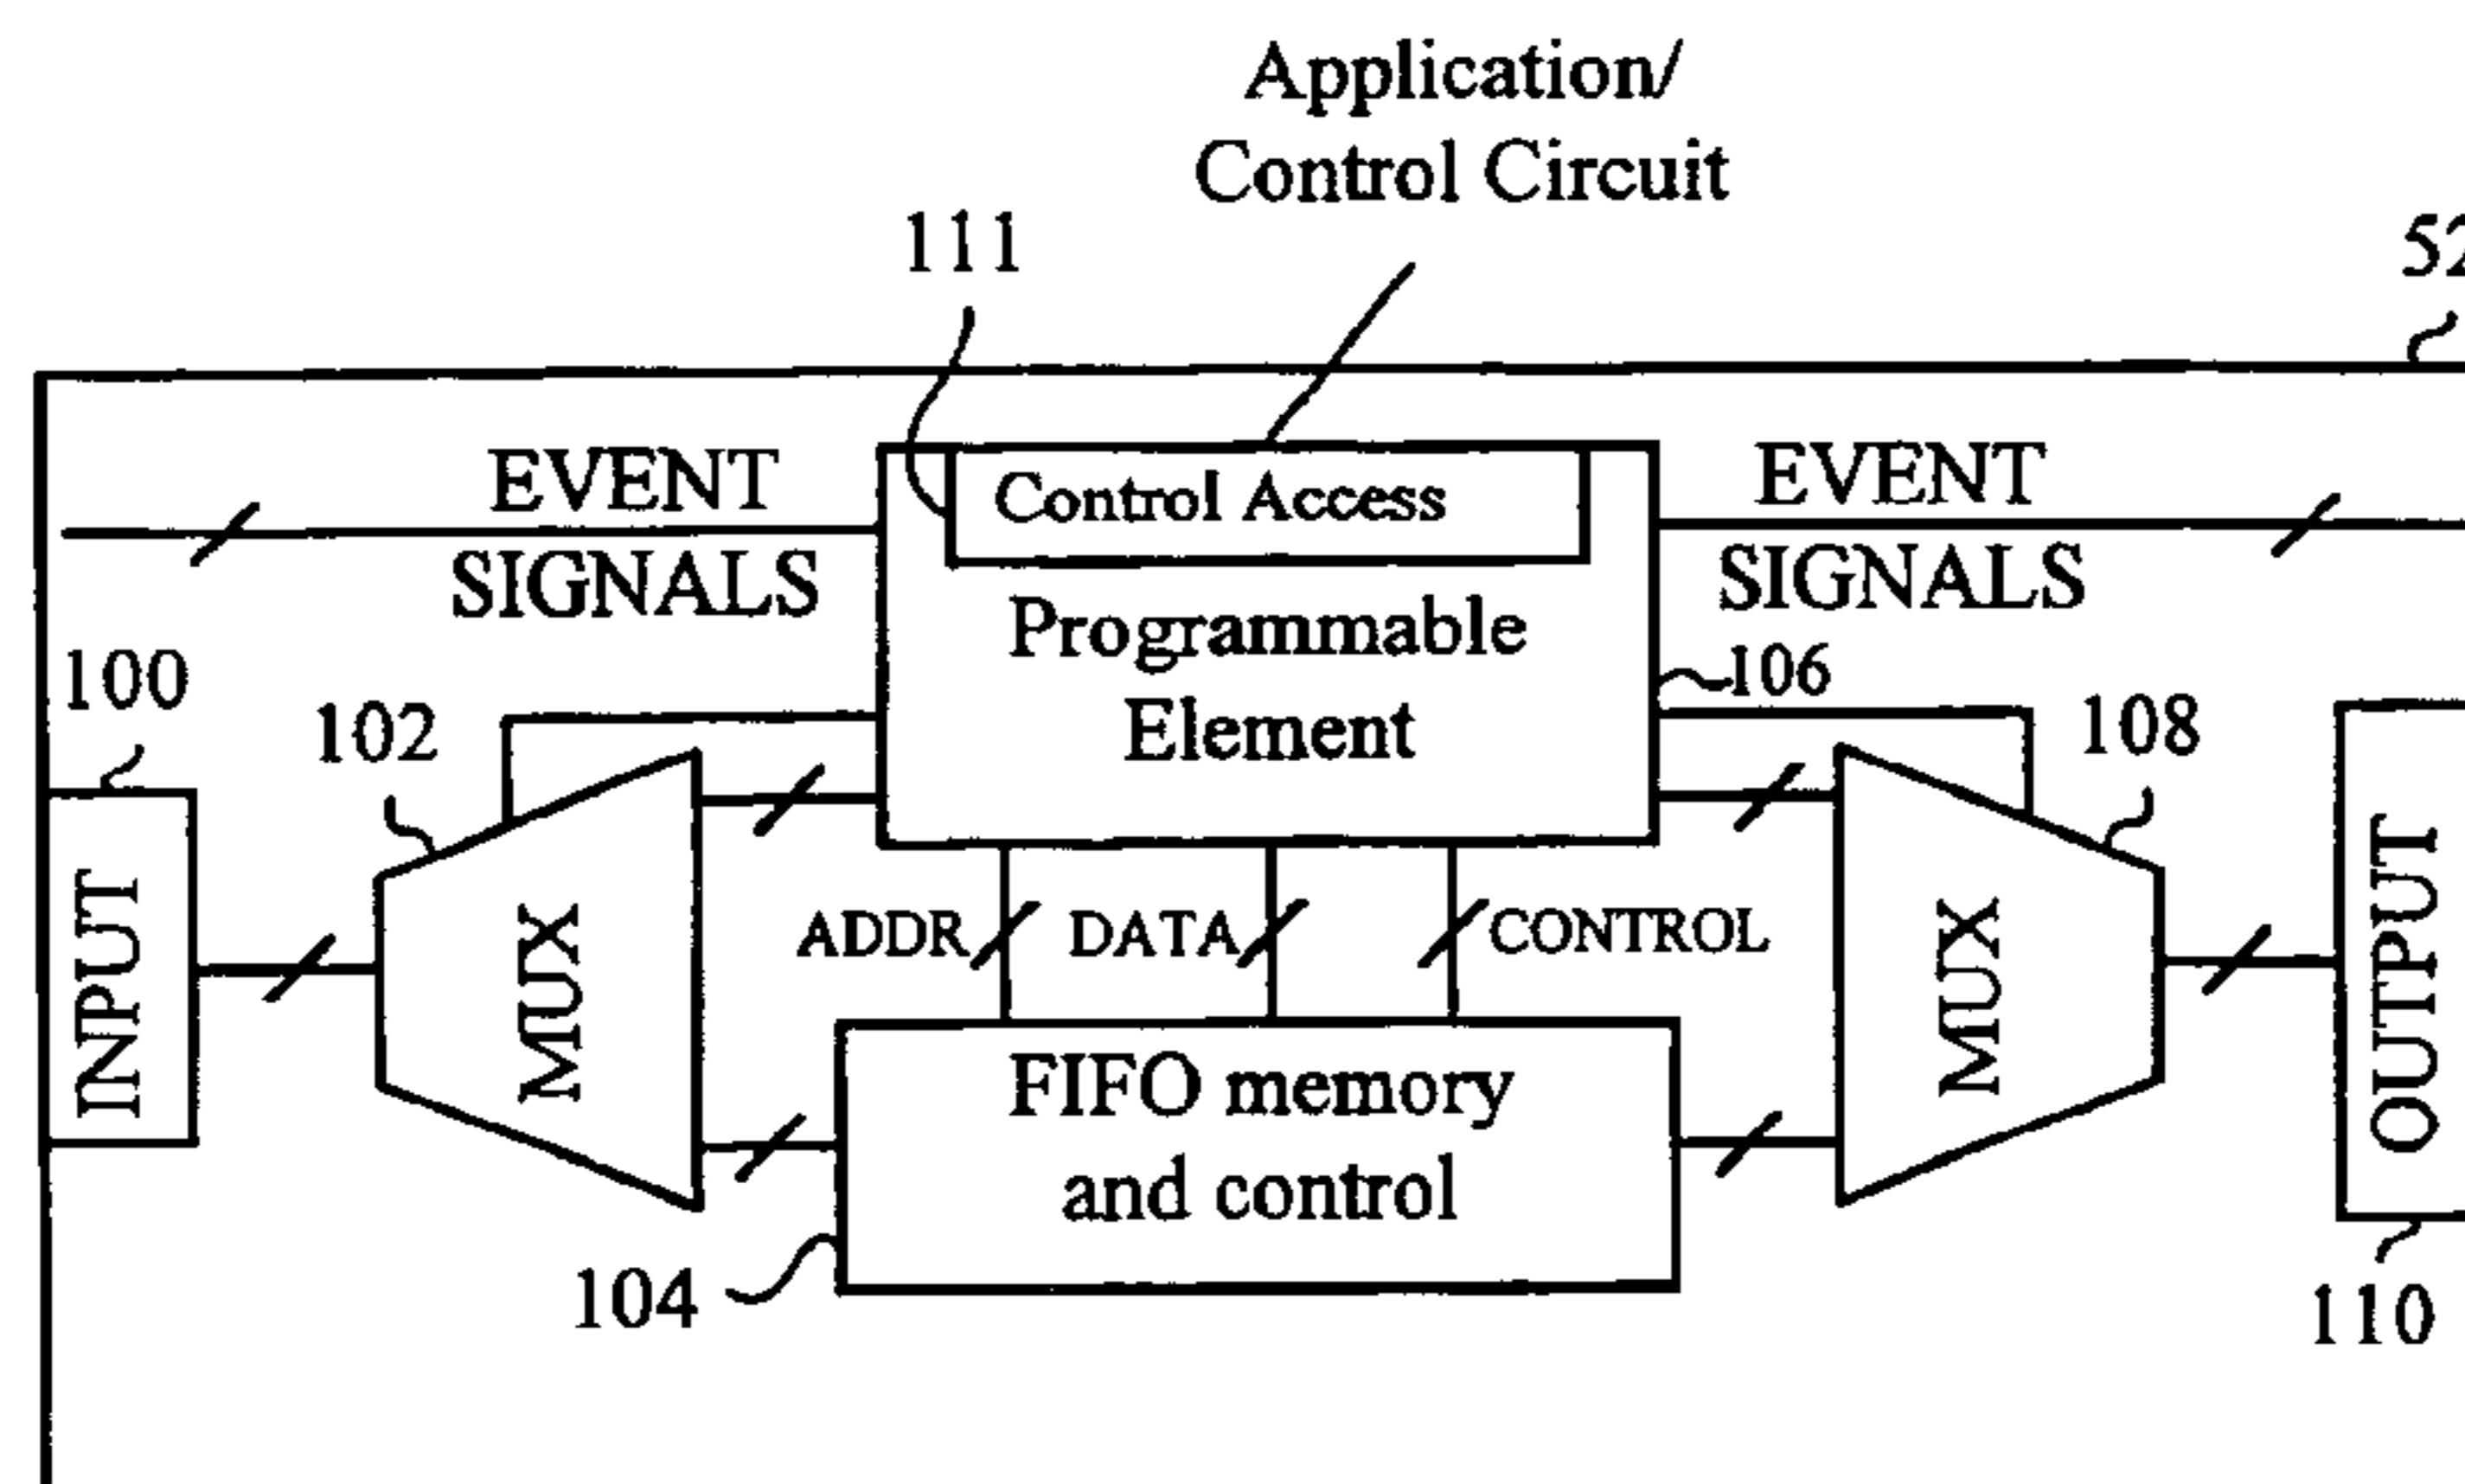 Application/
Control Circuit
111
52
EVENT
SIGNALS
Control Access
EVENT
SIGNALS
Programmable
Element
106
100
102
108
INPUT
MUX
ADDR
DATA
CONTROL
MUX
OUTPUT
FIFO memory
and control
104
110